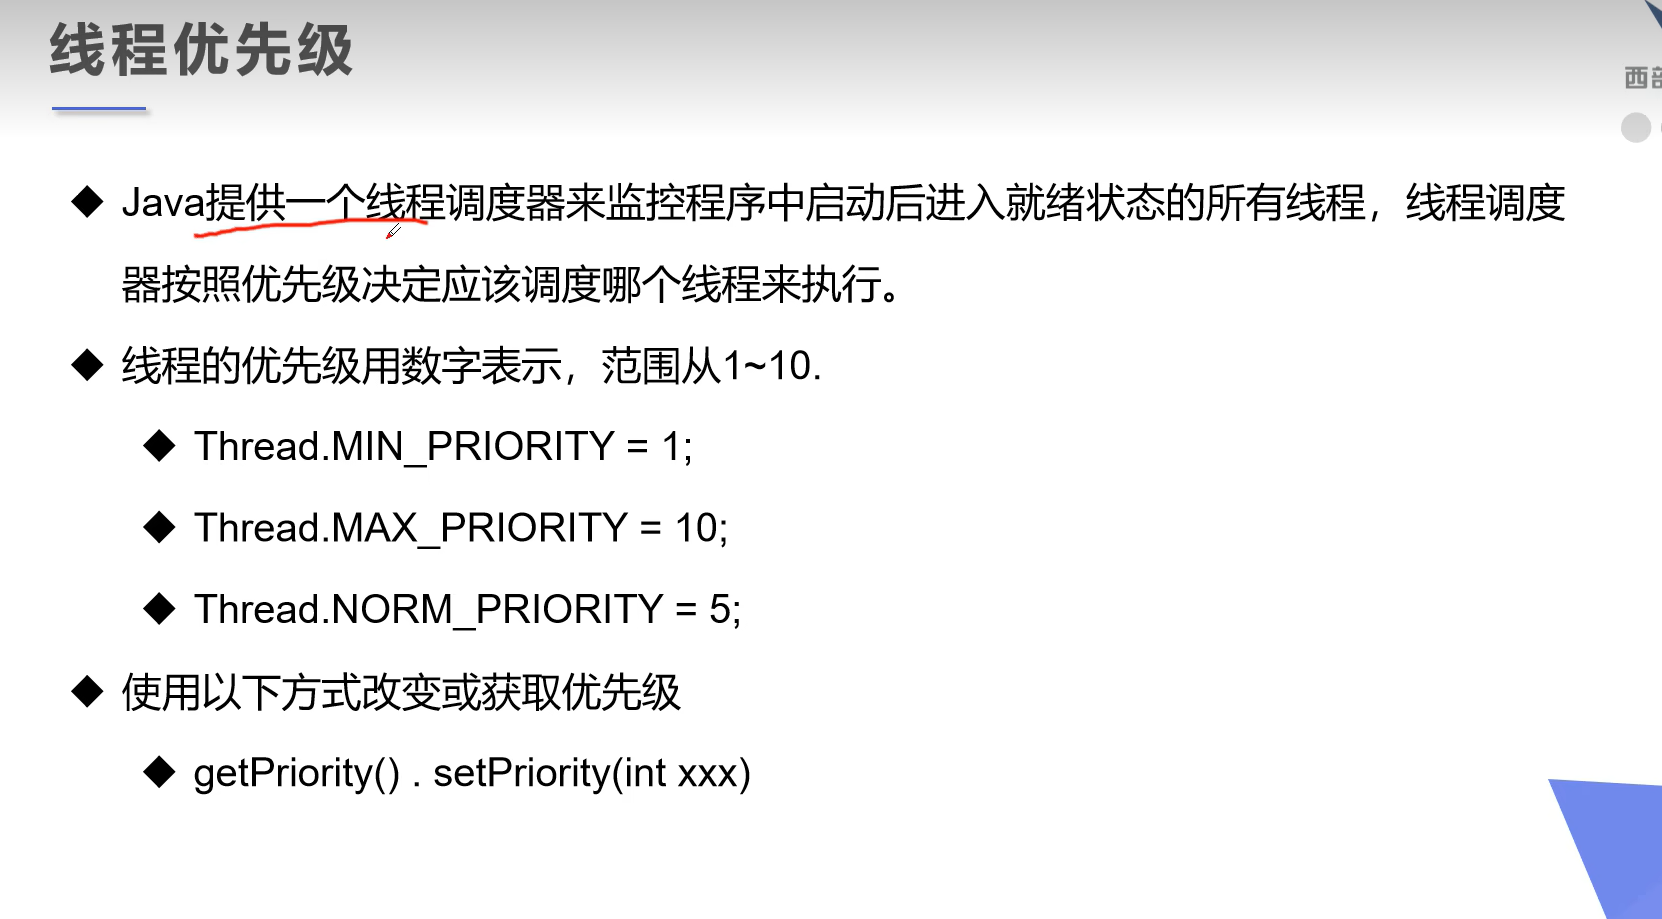 线程优先级
西部
Java提供一个线程调度器来监控程序中启动后进入就绪状态的所有线程，线程调度
器按照优先级决定应该调度哪个线程来执行。
线程的优先级用数字表示，范围从1~10.
Thread.MIN_PRIORITY = 1;
Thread.MAX_PRIORITY = 10;
Thread.NORM_PRIORITY = 5;
使用以下方式改变或获取优先级
getPriority() . setPriority(int xxx)